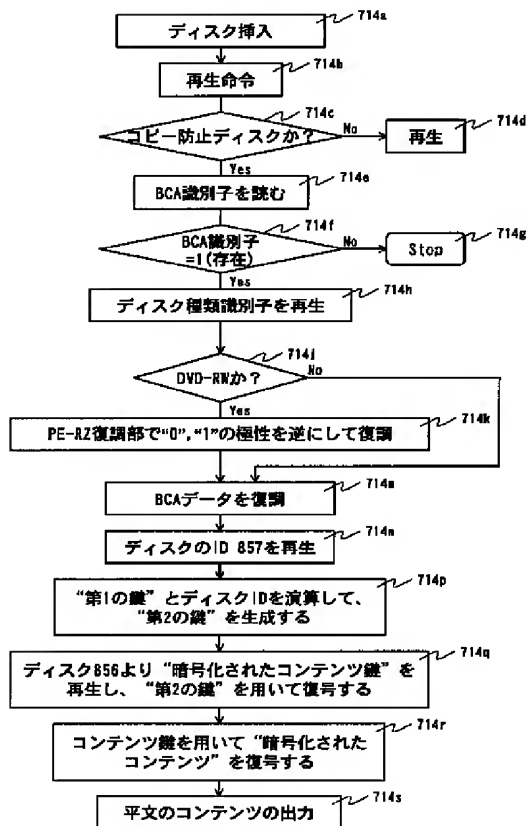 ディスク挿入
714a
再生命令
714b
コピー防止ディスクか？
714c
No
再生
714d
Yes
BCA識別子を読む
714e
BCA識別子
=1(存在)
714f
No
Stop
714g
Yes
ディスク種類識別子を再生
714h
DVD-RWか？
714j
No
Yes
PE-RZ復調部で“0”,“1”の極性を逆にして復調
714k
BCAデータを復調
714m
ディスクのID 857を再生
714n
“第1の鍵”とディスクIDを演算して、
“第2の鍵”を生成する
714p
ディスク856より“暗号化されたコンテンツ鍵”を
再生し、“第2の鍵”を用いて復号する
714q
コンテンツ鍵を用いて“暗号化された
コンテンツ”を復号する
714r
平文のコンテンツの出力
714s